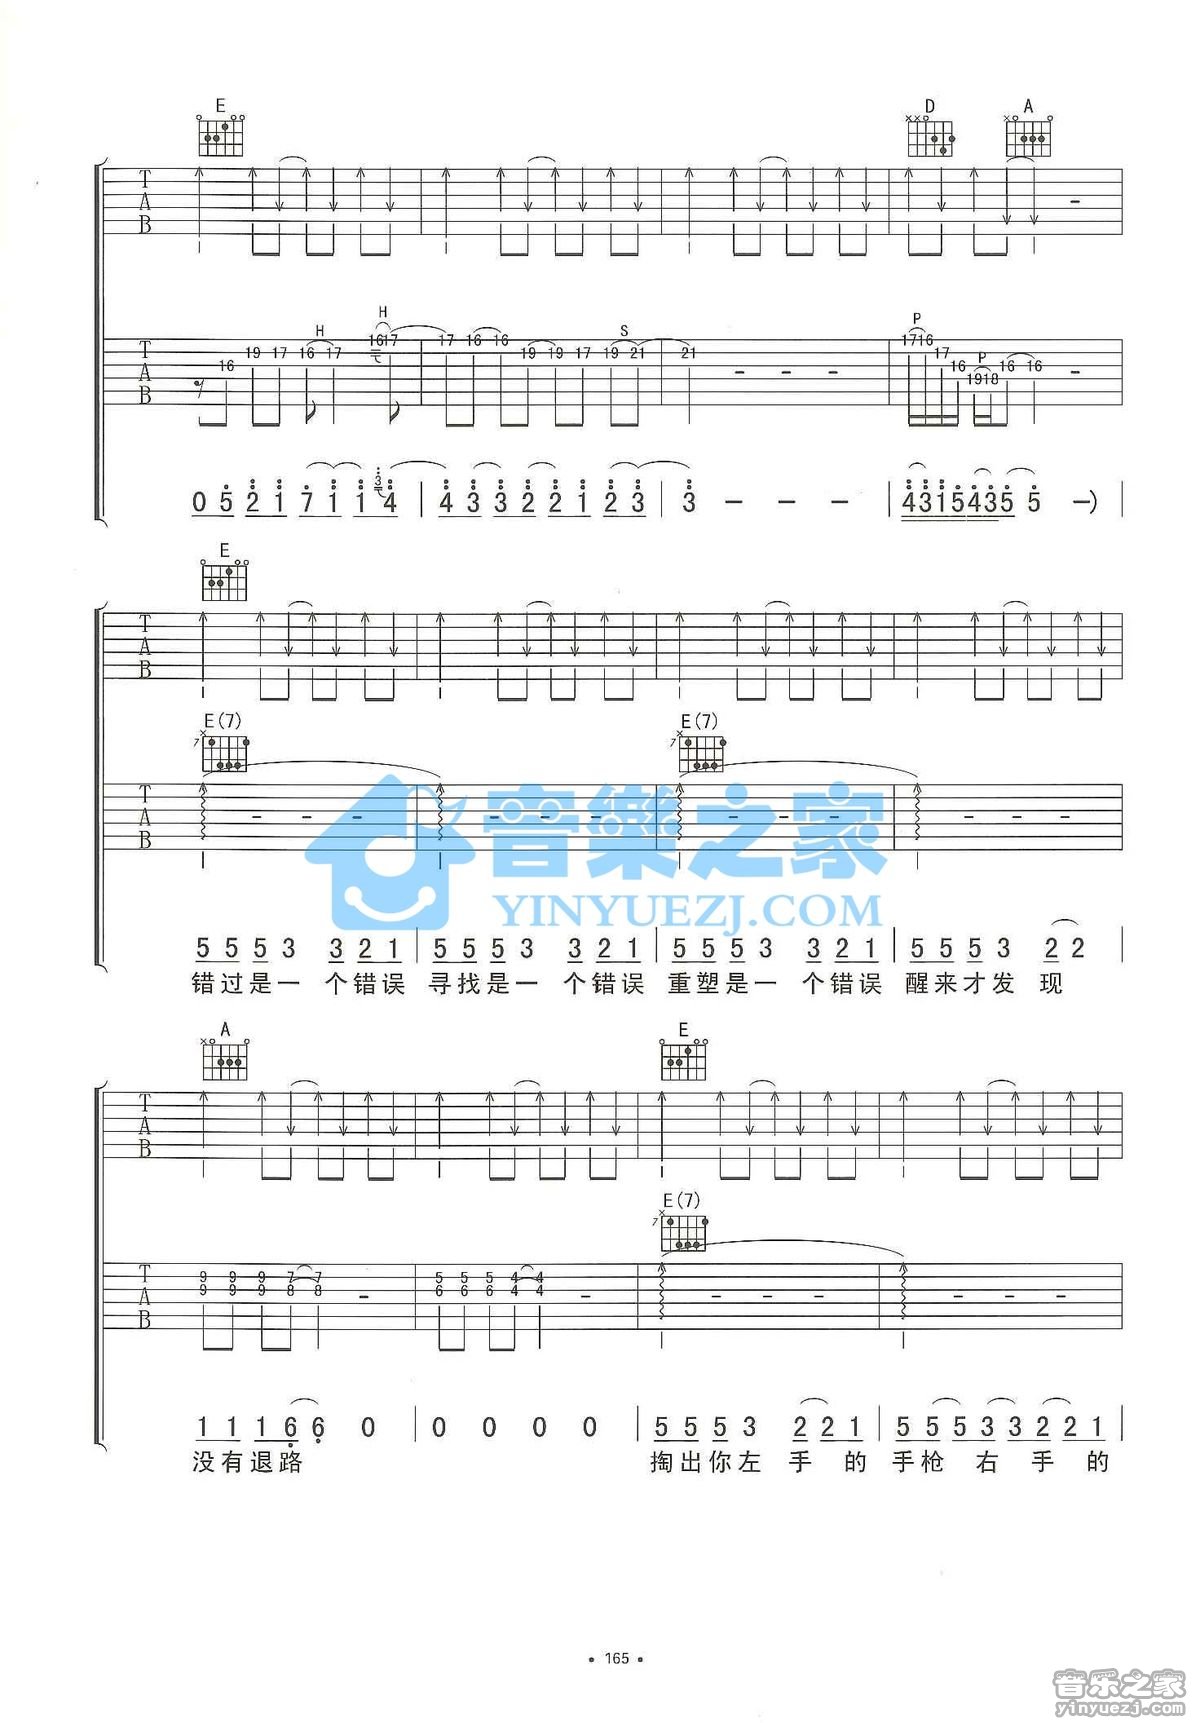 E D A
T A B
H H S P P
16 19 17 16 17 16 17 17 16 16 19 19 17 19 21 21 17 16 17 16 19 18 16 16
T A B
0 5 2 1 7 1 1 3 4 | 4 3 3 2 2 1 2 3 | 3 — — — | 4 3 1 5 4 3 5 5 —) |
E
T A B
E(7) E(7)
7 7
T A B
音樂之家
YINYUEZJ.COM
5 5 5 3 3 2 1 | 5 5 5 3 3 2 1 | 5 5 5 3 3 2 1 | 5 5 5 3 2 2 |
错过是一 个错误 寻找是一 个错误 重塑是一 个错误 醒来才发 现
A E
T A B
E(7)
7
9 9 9 7 7 5 5 5 4 4
T A B
9 9 9 8 8 6 6 6 4 4
1 1 1 6 6 0 0 | 0 0 0 0 | 5 5 5 3 2 2 1 | 5 5 5 3 3 2 2 1 |
没有退路 掏出你左 手 的 手枪 右 手 的
• 165 •
音乐之家
yinyuezj.com